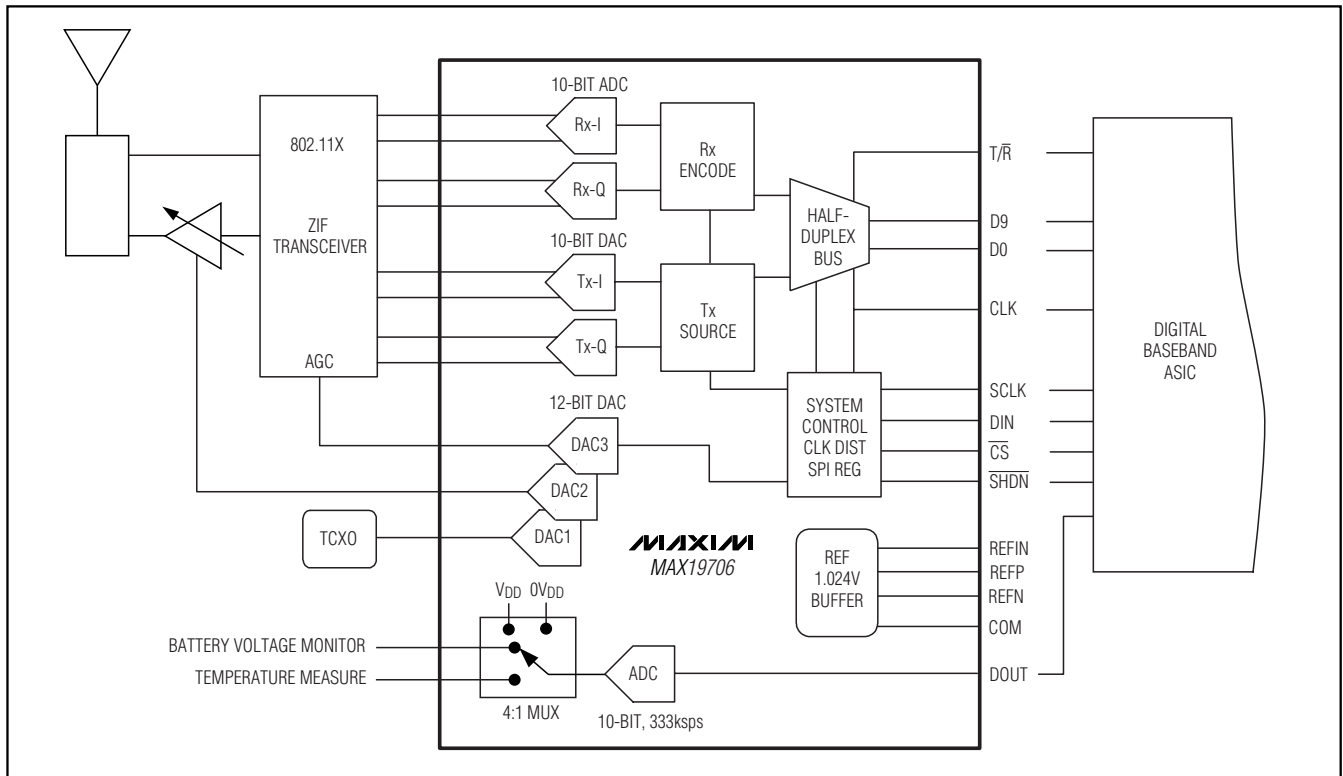 10-BIT ADC
Rx-I
Rx-Q
10-BIT DAC
Tx-I
Tx-Q
802.11X
ZIF
TRANSCEIVER
AGC
Rx
ENCODE
Tx
SOURCE
HALF-
DUPLEX
BUS
T/R̅
D9
D0
CLK
SCLK
DIN
C̅S̅
S̅H̅D̅N̅
DIGITAL
BASEBAND
ASIC
SYSTEM
CONTROL
CLK DIST
SPI REG
12-BIT DAC
DAC3
DAC2
DAC1
TCXO
MAXIM
MAX19706
REF
1.024V
BUFFER
REFIN
REFP
REFN
COM
DOUT
VDD 0VDD
BATTERY VOLTAGE MONITOR
TEMPERATURE MEASURE
4:1 MUX
ADC
10-BIT, 333ksps